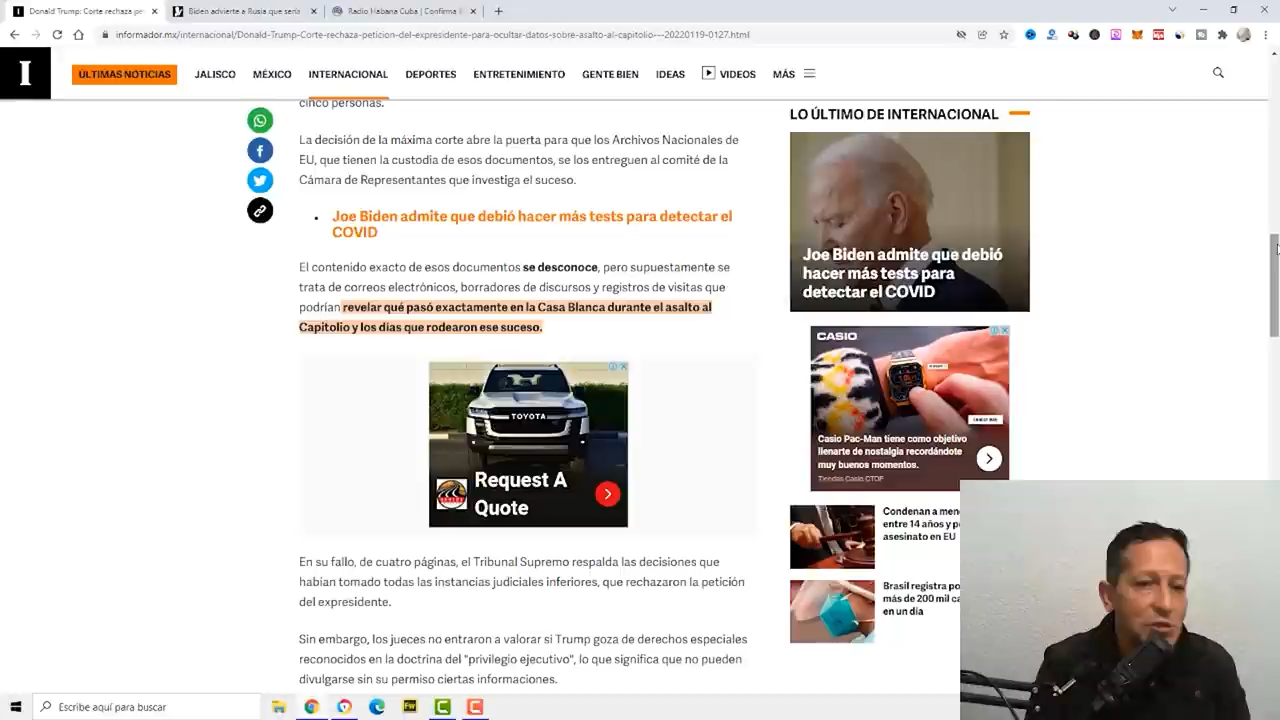 Donald Trump: Corte rechaza pe
Biden advierte a Rusia que sería
Radio Habana Cuba | Confirma
informador.mx/internacional/Donald-Trump-Corte-rechaza-peticion-del-expresidente-para-ocultar-datos-sobre-asalto-al-capitolio---20220119-0127.html
I
ÚLTIMAS NOTICIAS JALISCO MÉXICO INTERNACIONAL DEPORTES ENTRETENIMIENTO GENTE BIEN IDEAS VIDEOS MÁS
cinco personas.
La decisión de la máxima corte abre la puerta para que los Archivos Nacionales de
EU, que tienen la custodia de esos documentos, se los entreguen al comité de la
Cámara de Representantes que investiga el suceso.
Joe Biden admite que debió hacer más tests para detectar el
COVID
El contenido exacto de esos documentos se desconoce, pero supuestamente se
trata de correos electrónicos, borradores de discursos y registros de visitas que
podrían revelar qué pasó exactamente en la Casa Blanca durante el asalto al
Capitolio y los días que rodearon ese suceso.
TOYOTA
Request A
Quote
En su fallo, de cuatro páginas, el Tribunal Supremo respalda las decisiones que
habían tomado todas las instancias judiciales inferiores, que rechazaron la petición
del expresidente.
Sin embargo, los jueces no entraron a valorar si Trump goza de derechos especiales
reconocidos en la doctrina del "privilegio ejecutivo", lo que significa que no pueden
divulgarse sin su permiso ciertas informaciones.
LO ÚLTIMO DE INTERNACIONAL
Joe Biden admite que debió
hacer más tests para
detectar el COVID
CASIO
Casio Pac-Man tiene como objetivo
llenarte de nostalgia recordándote
muy buenos momentos.
Tiendas Casio CTOF
Condenan a men
entre 14 años y p
asesinato en EU
Brasil registra po
más de 200 mil ca
en un día
Escribe aquí para buscar